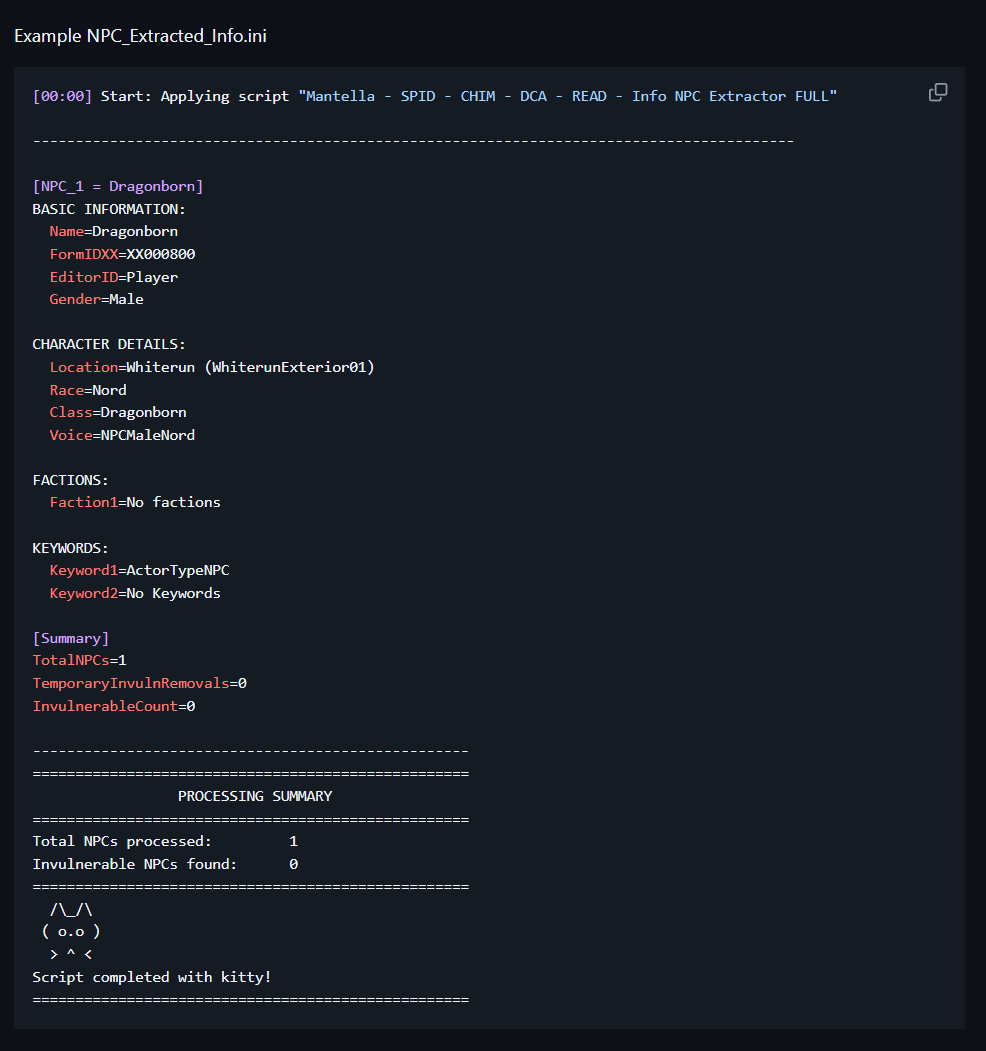 Example NPC_Extracted_Info.ini
[00:00] Start: Applying script "Mantella - SPID - CHIM - DCA - READ - Info NPC Extractor FULL"
-----------------------------------------------------------------------------------------
[NPC_1 = Dragonborn]
BASIC INFORMATION:
  Name=Dragonborn
  FormIDXX=XX000800
  EditorID=Player
  Gender=Male
CHARACTER DETAILS:
  Location=Whiterun (WhiterunExterior01)
  Race=Nord
  Class=Dragonborn
  Voice=NPCMaleNord
FACTIONS:
  Faction1=No factions
KEYWORDS:
  Keyword1=ActorTypeNPC
  Keyword2=No Keywords
[Summary]
TotalNPCs=1
TemporaryInvulnRemovals=0
InvulnerableCount=0
---------------------------------------------------
===================================================
                 PROCESSING SUMMARY
===================================================
Total NPCs processed:         1
Invulnerable NPCs found:      0
===================================================
  /\_/\
 ( o.o )
  > ^ <
Script completed with kitty!
===================================================